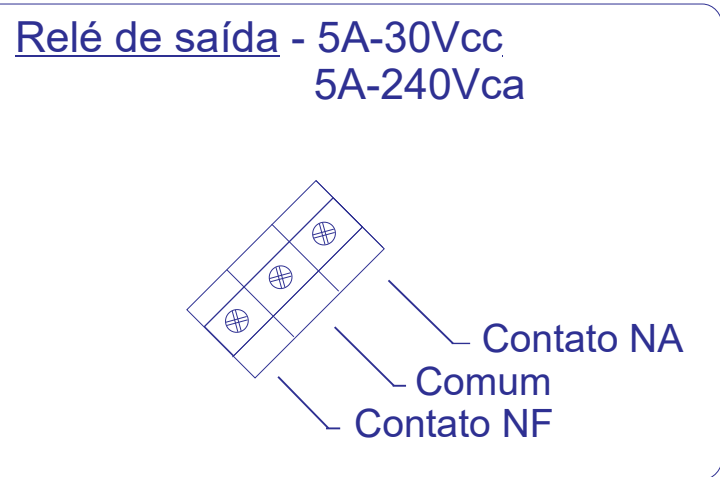 Relé de saída - 5A-30Vcc
5A-240Vca
Contato NA
Comum
Contato NF